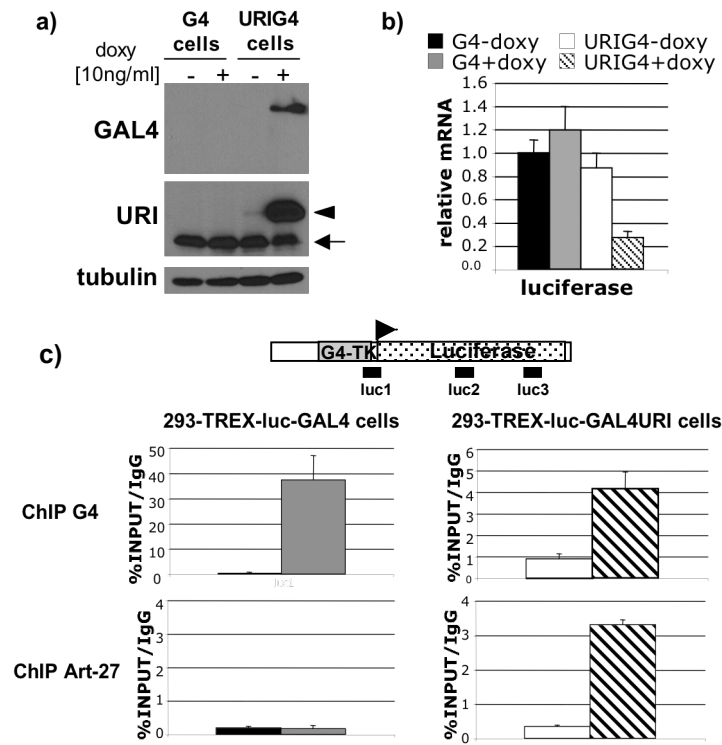 a)
G4 cells
URIG4 cells
doxy [10ng/ml]
- + - +
GAL4
URI
tubulin
b)
G4-doxy
URIG4-doxy
G4+doxy
URIG4+doxy
relative mRNA
1.6
1.4
1.2
1.0
0.8
0.6
0.4
0.2
0.0
luciferase
c)
G4-TK
Luciferase
luc1
luc2
luc3
293-TREX-luc-GAL4 cells
293-TREX-luc-GAL4URI cells
ChIP G4
%INPUT/IgG
50
40
30
20
10
0
%INPUT/IgG
6
5
4
3
2
1
0
ChIP Art-27
%INPUT/IgG
4
3
2
1
0
%INPUT/IgG
4
3
2
1
0